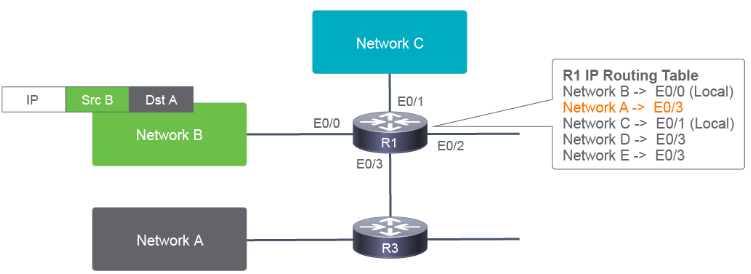 Network C
IP Src B Dst A
Network B
E0/0
E0/1
R1
E0/2
E0/3
R1 IP Routing Table
Network B -> E0/0 (Local)
Network A -> E0/3
Network C -> E0/1 (Local)
Network D -> E0/3
Network E -> E0/3
Network A
R3